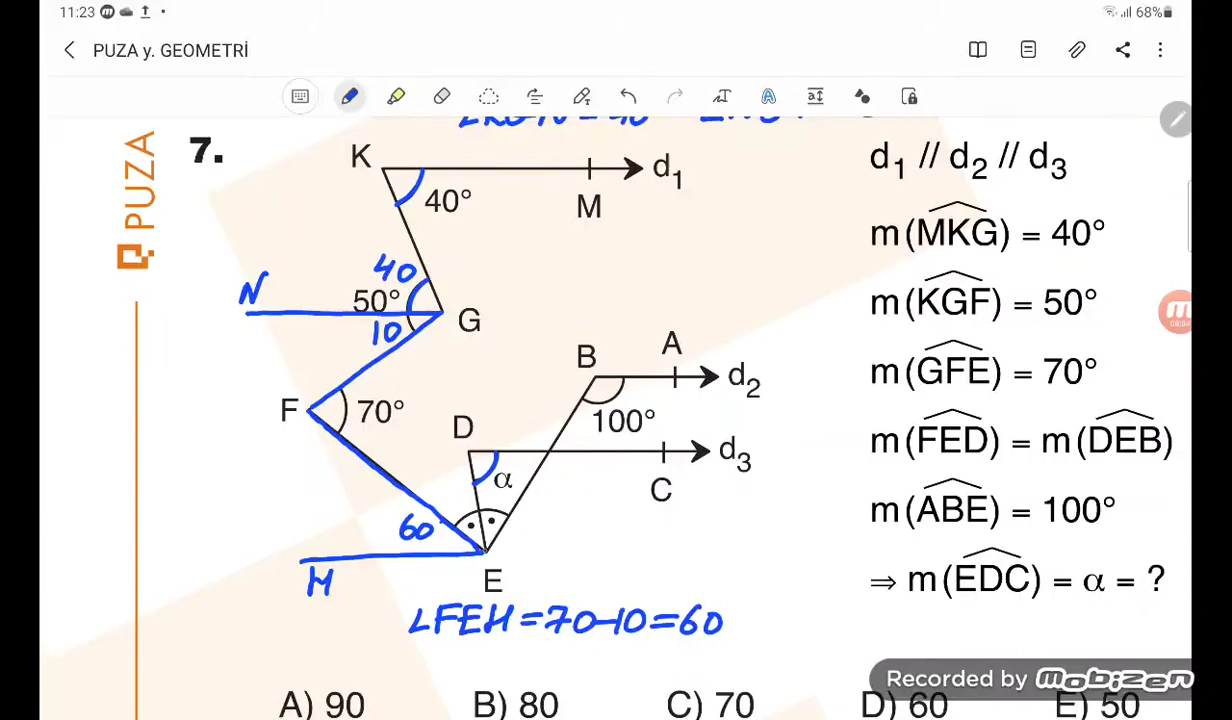 11:23
68%
PUZA y. GEOMETRİ
PUZA
7.
K
40°
M
d1
N
40
50°
10
G
F
70°
B
A
d2
100°
D
d3
α
C
60
H
E
∠FEH = 70-10=60
d1 // d2 // d3
m(MKG) = 40°
m(KGF) = 50°
m(GFE) = 70°
m(FED) = m(DEB)
m(ABE) = 100°
⇒ m(EDC) = α = ?
A) 90 B) 80 C) 70 D) 60 E) 50
Recorded by mobizen